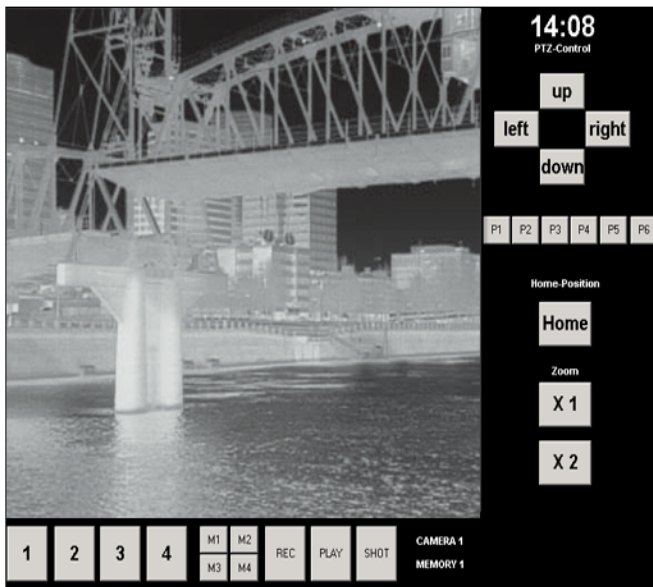 14:08
PTZ-Control
up
left right
down
P1 P2 P3 P4 P5 P6
Home-Position
Home
Zoom
X 1
X 2
1 2 3 4 M1 M2 REC PLAY SHOT CAMERA 1
M3 M4 MEMORY 1